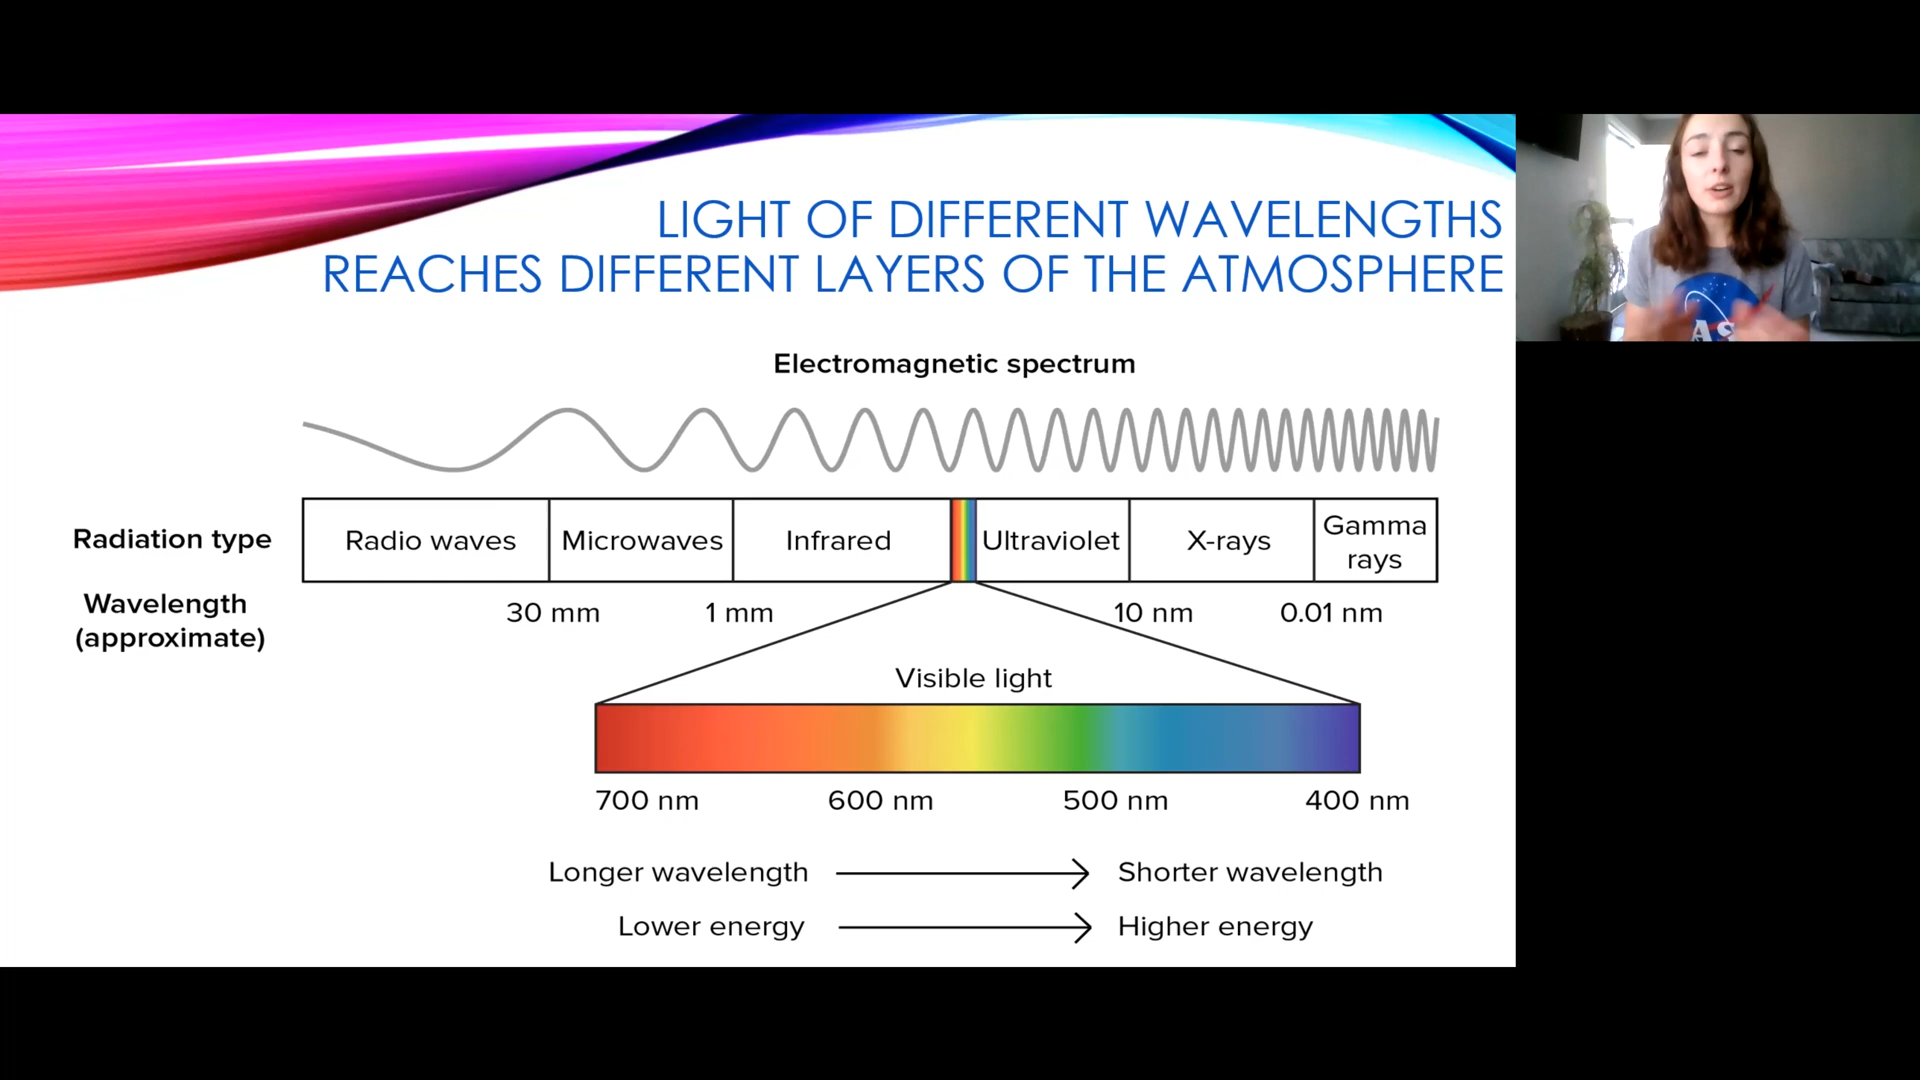 LIGHT OF DIFFERENT WAVELENGTHS
REACHES DIFFERENT LAYERS OF THE ATMOSPHERE
Electromagnetic spectrum
Radiation type
Radio waves
Microwaves
Infrared
Ultraviolet
X-rays
Gamma
rays
Wavelength
(approximate)
30 mm
1 mm
10 nm
0.01 nm
Visible light
700 nm
600 nm
500 nm
400 nm
Longer wavelength
Shorter wavelength
Lower energy
Higher energy